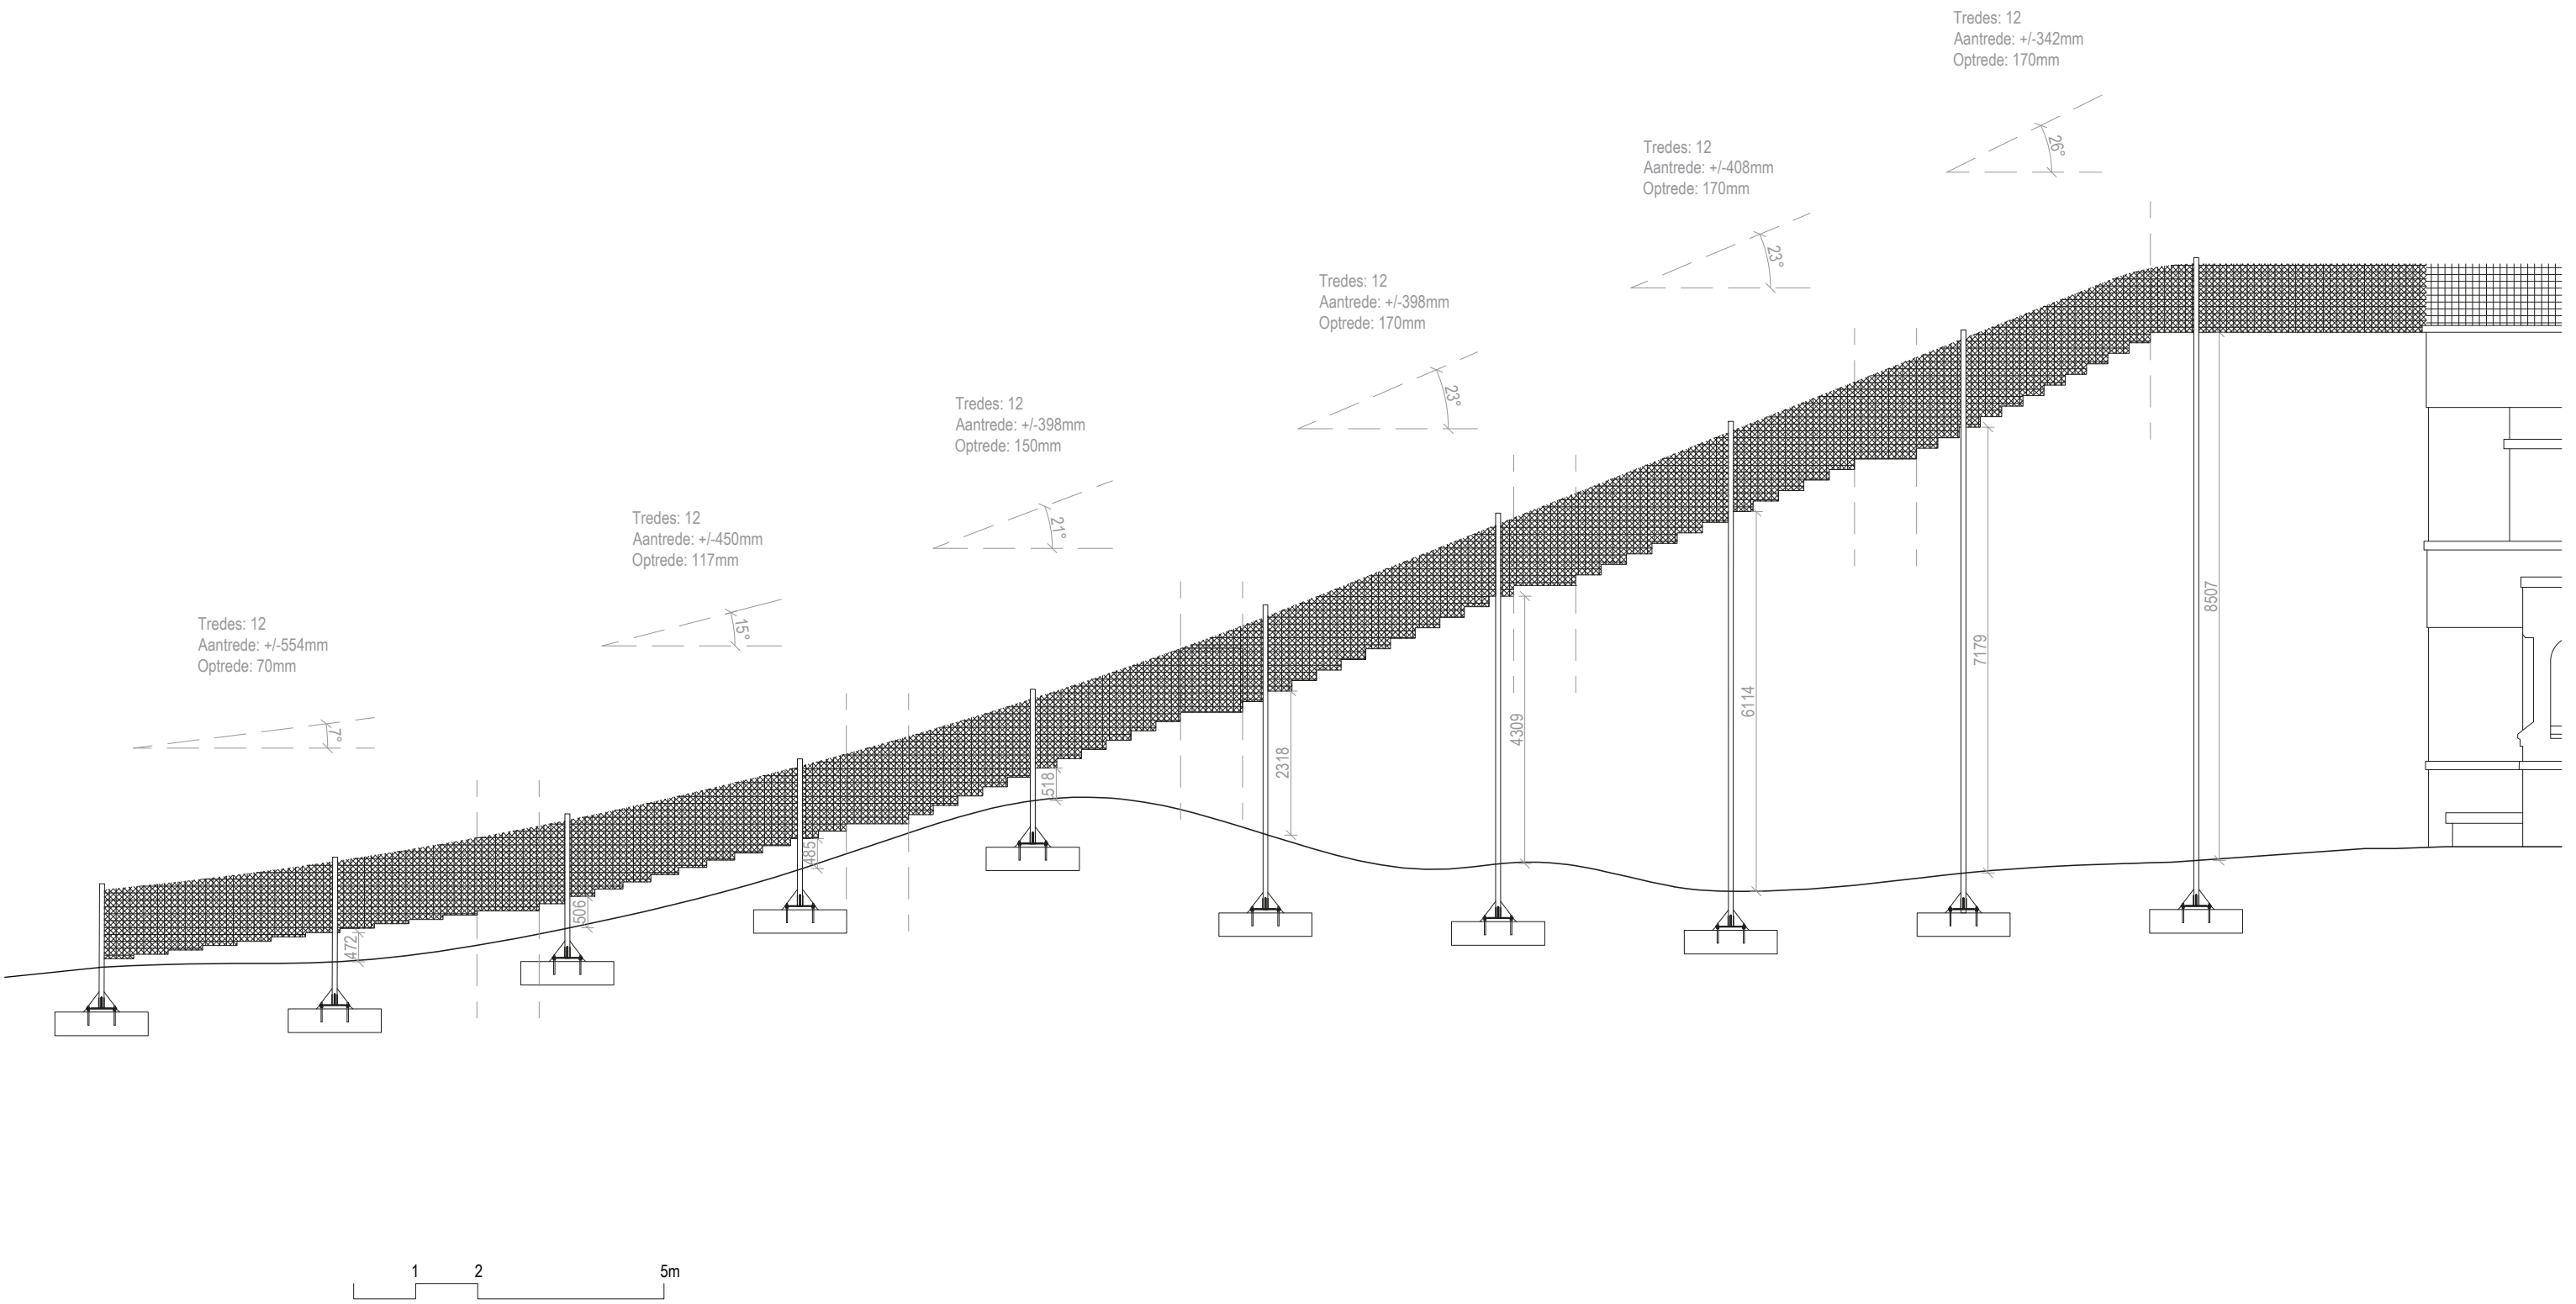 Tredes: 12
Aantrede: +/-342mm
Optrede: 170mm
26°
Tredes: 12
Aantrede: +/-408mm
Optrede: 170mm
23°
Tredes: 12
Aantrede: +/-398mm
Optrede: 170mm
23°
Tredes: 12
Aantrede: +/-398mm
Optrede: 150mm
21°
Tredes: 12
Aantrede: +/-450mm
Optrede: 117mm
15°
Tredes: 12
Aantrede: +/-554mm
Optrede: 70mm
7°
472
506
485
518
2318
4309
6114
7179
8507
1 2 5m